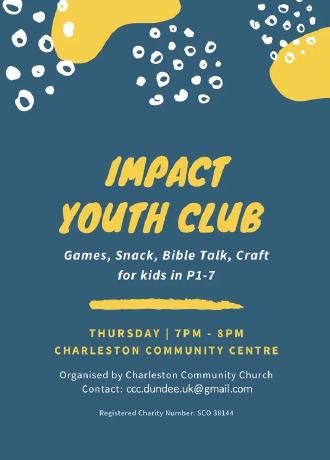 IMPACT
YOUTH CLUB
Games, Snack, Bible Talk, Craft
for kids in P1-7
THURSDAY | 7PM - 8PM
CHARLESTON COMMUNITY CENTRE
Organised by Charleston Community Church
Contact: ccc.dundee.uk@gmail.com
Registered Charity Number: SCO 38144